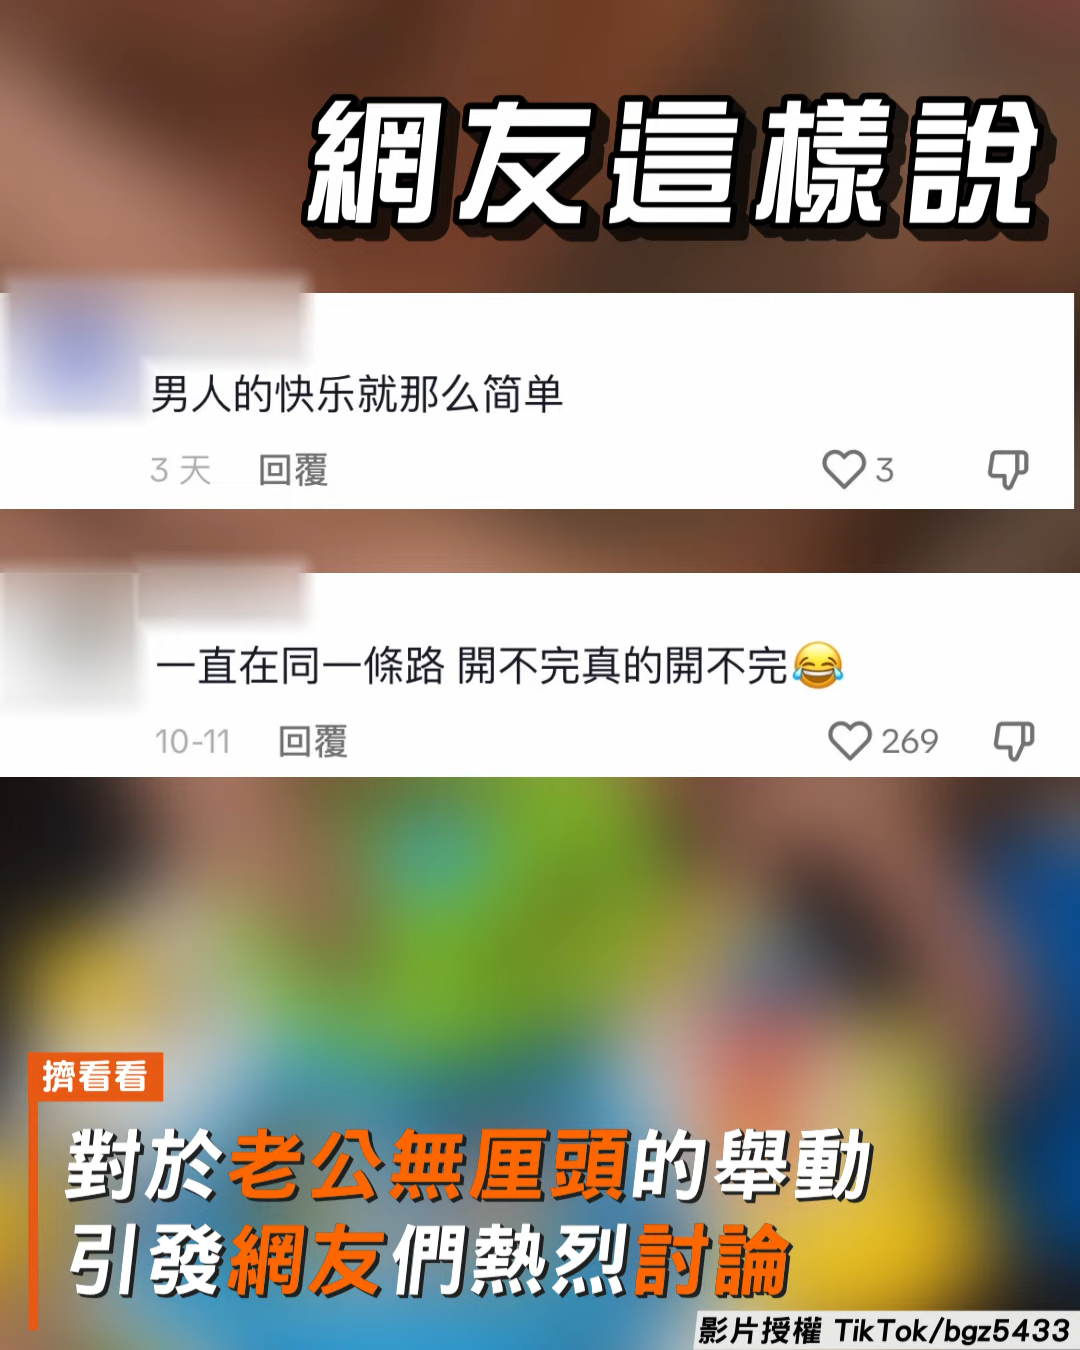 網友這樣說
男人的快乐就那么简单
3 天 回覆 3
一直在同一條路 開不完真的開不完😂
10-11 回覆 269
擠看看
對於老公無厘頭的舉動
引發網友們熱烈討論
影片授權 TikTok/bgz5433